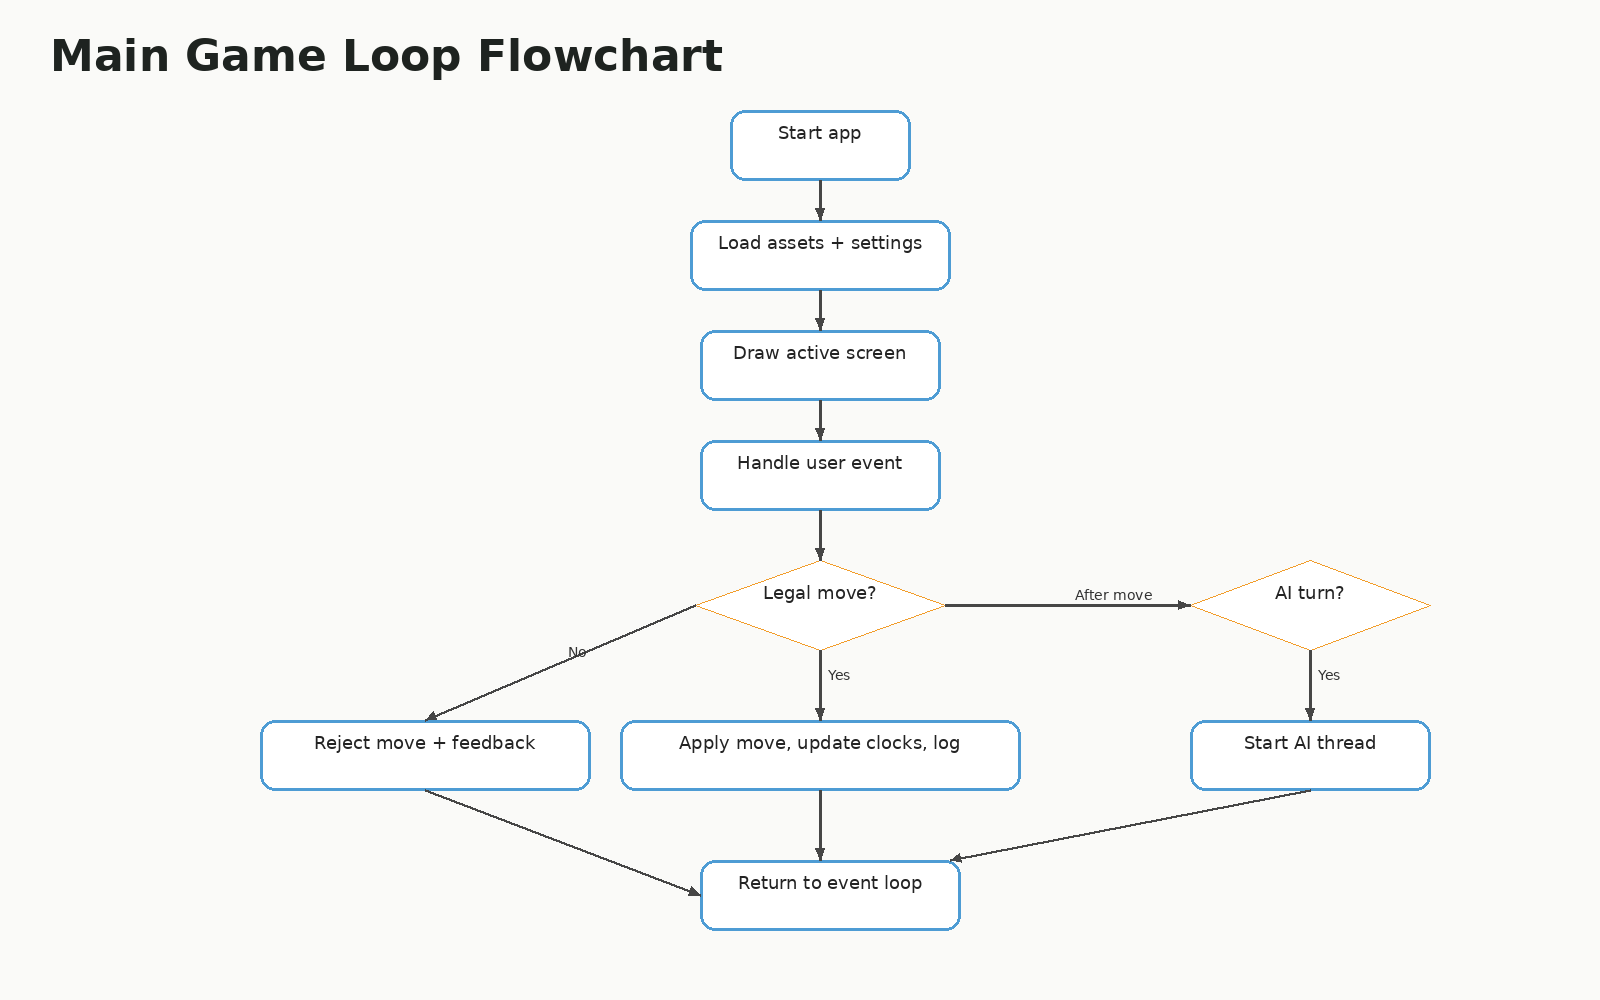 Main Game Loop Flowchart
Start app
Load assets + settings
Draw active screen
Handle user event
Legal move?
After move
AI turn?
No
Yes
Yes
Reject move + feedback
Apply move, update clocks, log
Start AI thread
Return to event loop